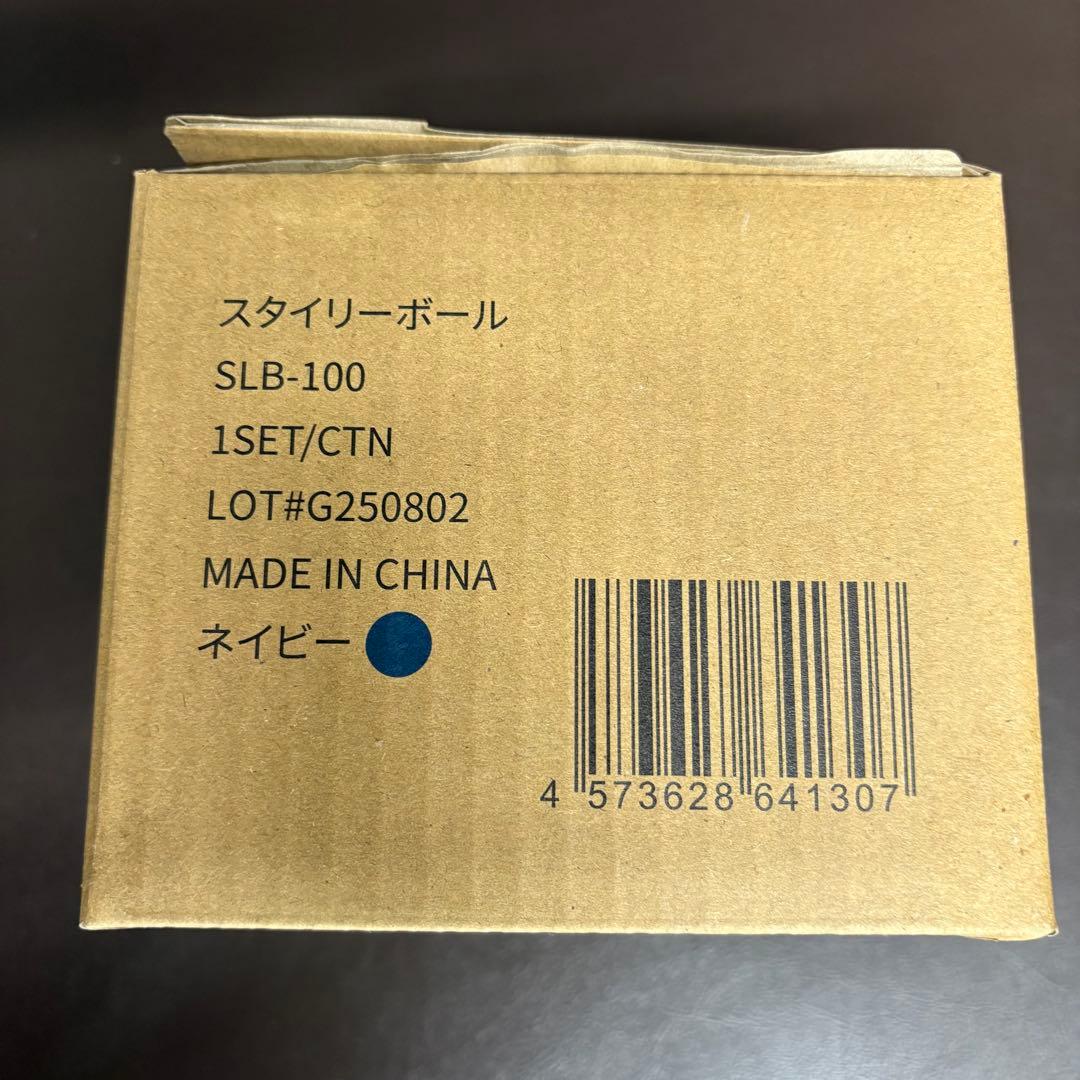 スタイリーボール
SLB-100
1SET/CTN
LOT#G250802
MADE IN CHINA
ネイビー
4 573628 641307